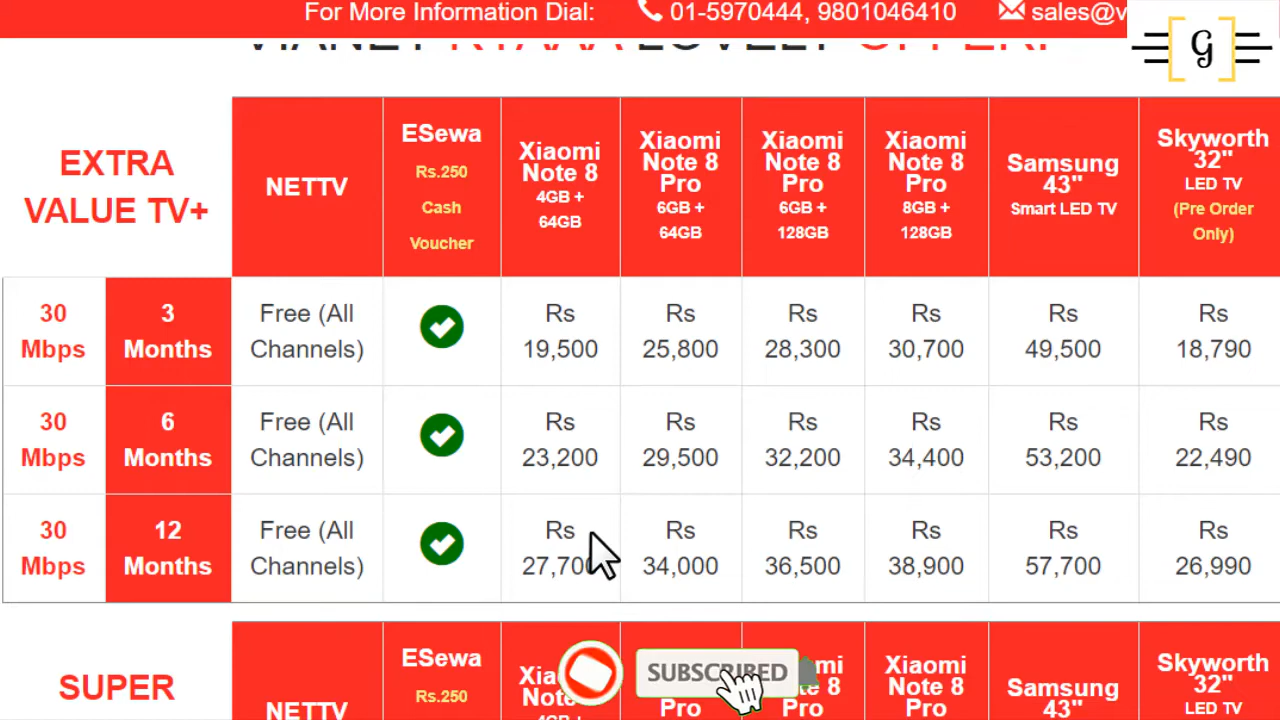 For More Information Dial: 01-5970444, 9801046410 sales@v
G
EXTRA
VALUE TV+
NETTV
ESewa
Rs.250
Cash
Voucher
Xiaomi
Note 8
4GB +
64GB
Xiaomi
Note 8
Pro
6GB +
64GB
Xiaomi
Note 8
Pro
6GB +
128GB
Xiaomi
Note 8
Pro
8GB +
128GB
Samsung
43"
Smart LED TV
Skyworth
32"
LED TV
(Pre Order
Only)
30
Mbps
3
Months
Free (All
Channels)
Rs
19,500
Rs
25,800
Rs
28,300
Rs
30,700
Rs
49,500
Rs
18,790
30
Mbps
6
Months
Free (All
Channels)
Rs
23,200
Rs
29,500
Rs
32,200
Rs
34,400
Rs
53,200
Rs
22,490
30
Mbps
12
Months
Free (All
Channels)
Rs
27,700
Rs
34,000
Rs
36,500
Rs
38,900
Rs
57,700
Rs
26,990
SUPER
NETTV
ESewa
Rs.250
SUBSCRIBED
Pro
Pro
Xiaomi
Note 8
Pro
Samsung
43"
Skyworth
32"
LED TV